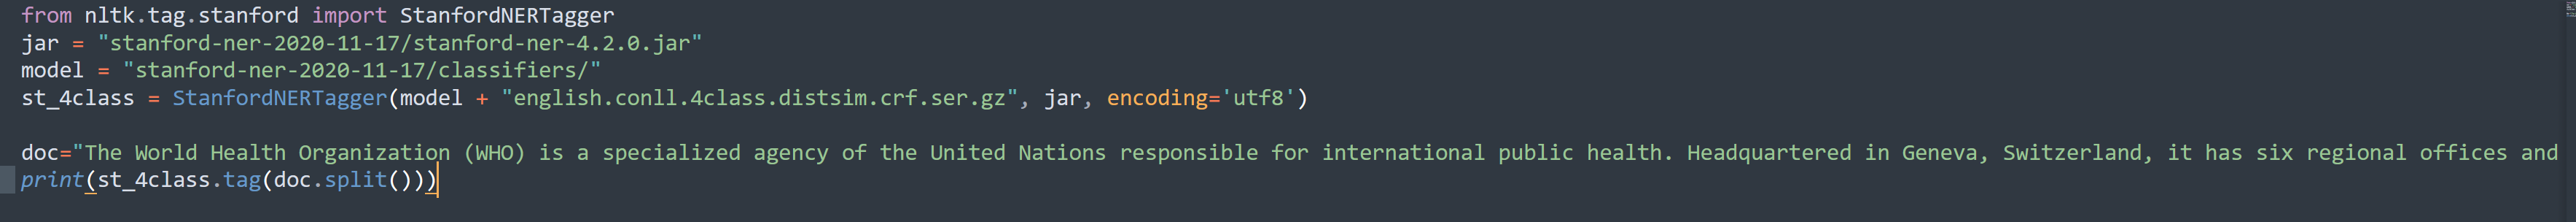 from nltk.tag.stanford import StanfordNERTagger
jar = "stanford-ner-2020-11-17/stanford-ner-4.2.0.jar"
model = "stanford-ner-2020-11-17/classifiers/"
st_4class = StanfordNERTagger(model + "english.conll.4class.distsim.crf.ser.gz", jar, encoding='utf8')
doc="The World Health Organization (WHO) is a specialized agency of the United Nations responsible for international public health. Headquartered in Geneva, Switzerland, it has six regional offices and
print(st_4class.tag(doc.split()))